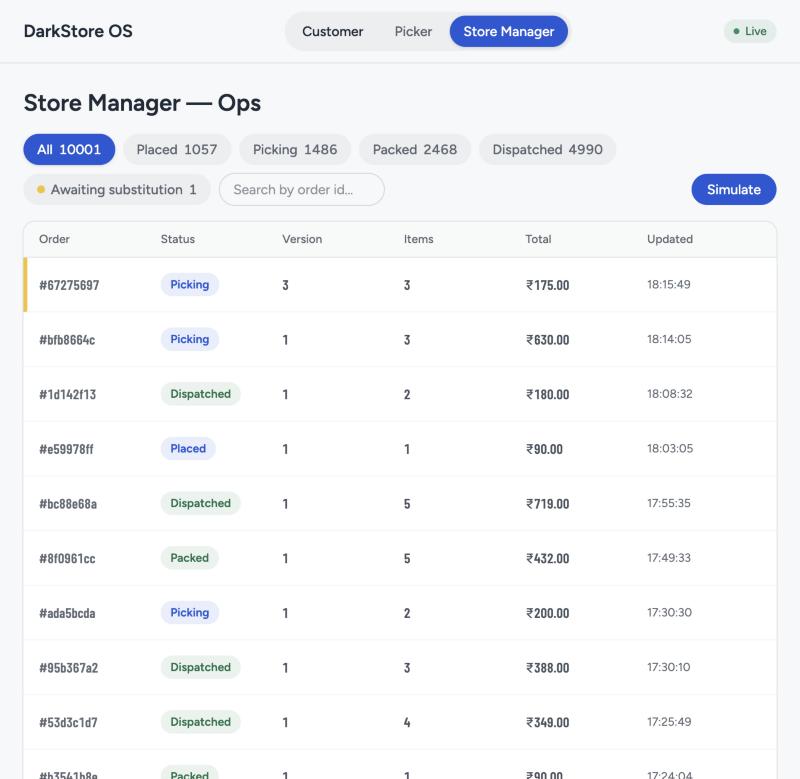 DarkStore OS Customer Picker Store Manager Live
Store Manager — Ops
All 10001 Placed 1057 Picking 1486 Packed 2468 Dispatched 4990
Awaiting substitution 1 Search by order id... Simulate
Order Status Version Items Total Updated
#67275697 Picking 3 3 ₹175.00 18:15:49
#bfb8664c Picking 1 3 ₹630.00 18:14:05
#1d142f13 Dispatched 1 2 ₹180.00 18:08:32
#e59978ff Placed 1 1 ₹90.00 18:03:05
#bc88e68a Dispatched 1 5 ₹719.00 17:55:35
#8f0961cc Packed 1 5 ₹432.00 17:49:33
#ada5bcda Picking 1 2 ₹200.00 17:30:30
#95b367a2 Dispatched 1 3 ₹388.00 17:30:10
#53d3c1d7 Dispatched 1 4 ₹349.00 17:25:49
#b3541b8e Packed 1 1 ₹90.00 17:24:04